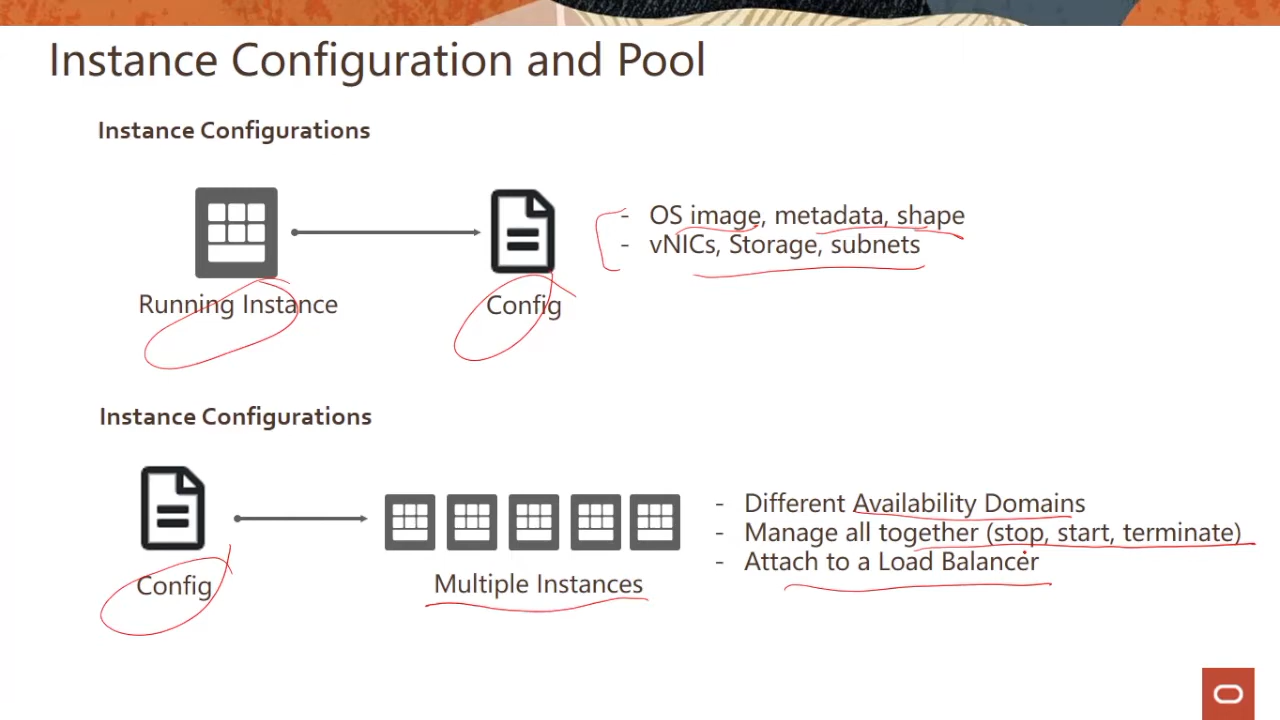 Instance Configuration and Pool
Instance Configurations
Running Instance
Config
- OS image, metadata, shape
- vNICs, Storage, subnets
Instance Configurations
Config
Multiple Instances
- Different Availability Domains
- Manage all together (stop, start, terminate)
- Attach to a Load Balancer